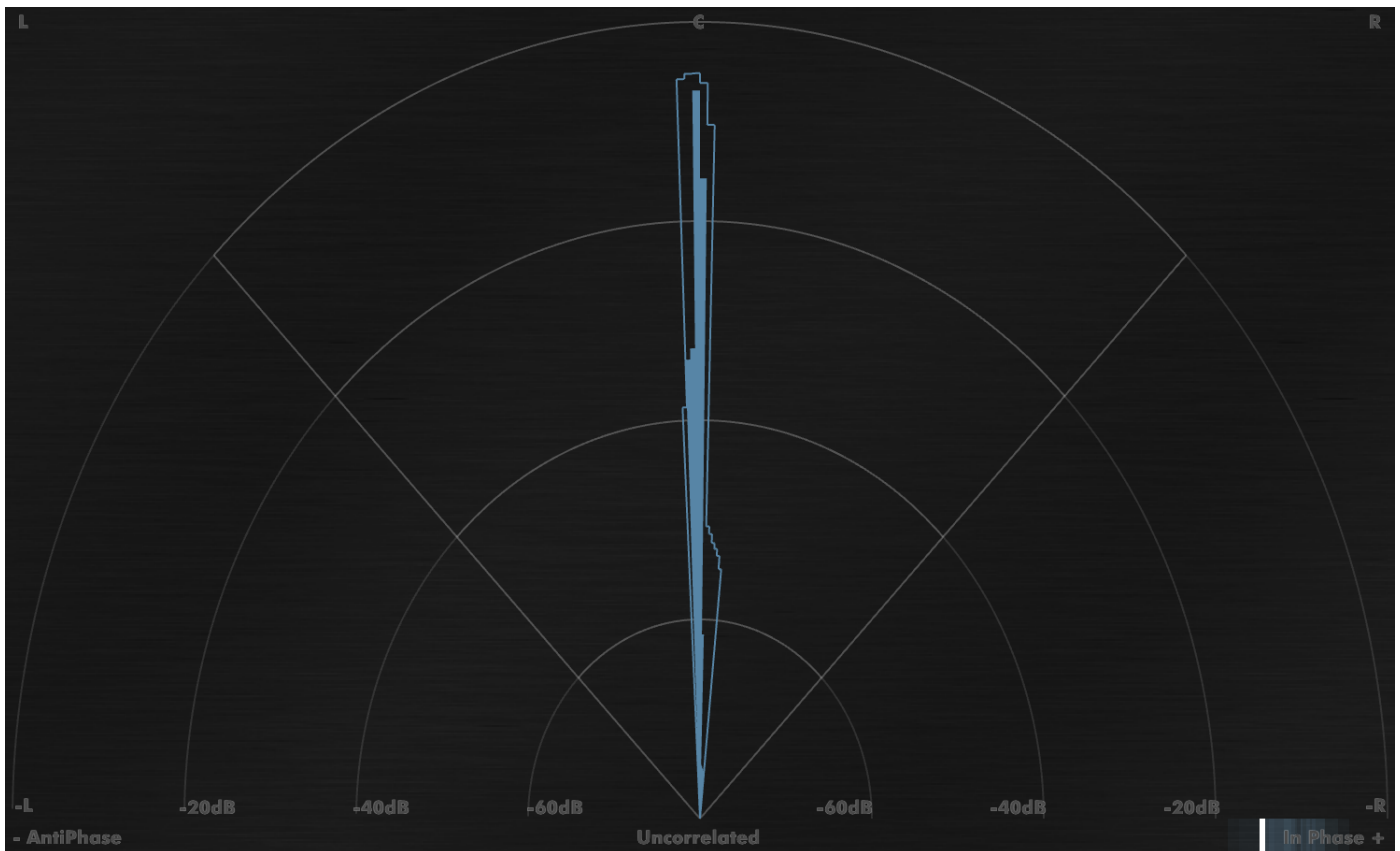 L C R
-L -20dB -40dB -60dB -60dB -40dB -20dB -R
- AntiPhase Uncorrelated In Phase +